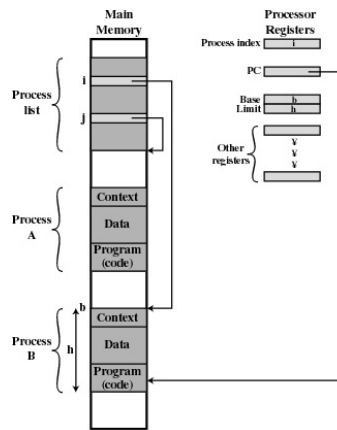 Main
Memory
Processor
Registers
Process index
i
i
PC
Process
list
Base
b
Limit
h
j
Other
registers
¥
¥
¥
Process
A
Context
Data
Program
(code)
b
Process
B
h
Context
Data
Program
(code)